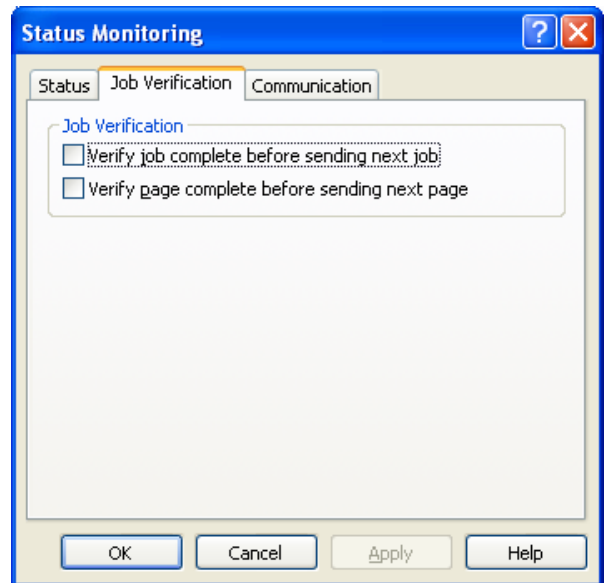 Status Monitoring
Status Job Verification Communication
Job Verification
Verify job complete before sending next job
Verify page complete before sending next page
OK Cancel Apply Help